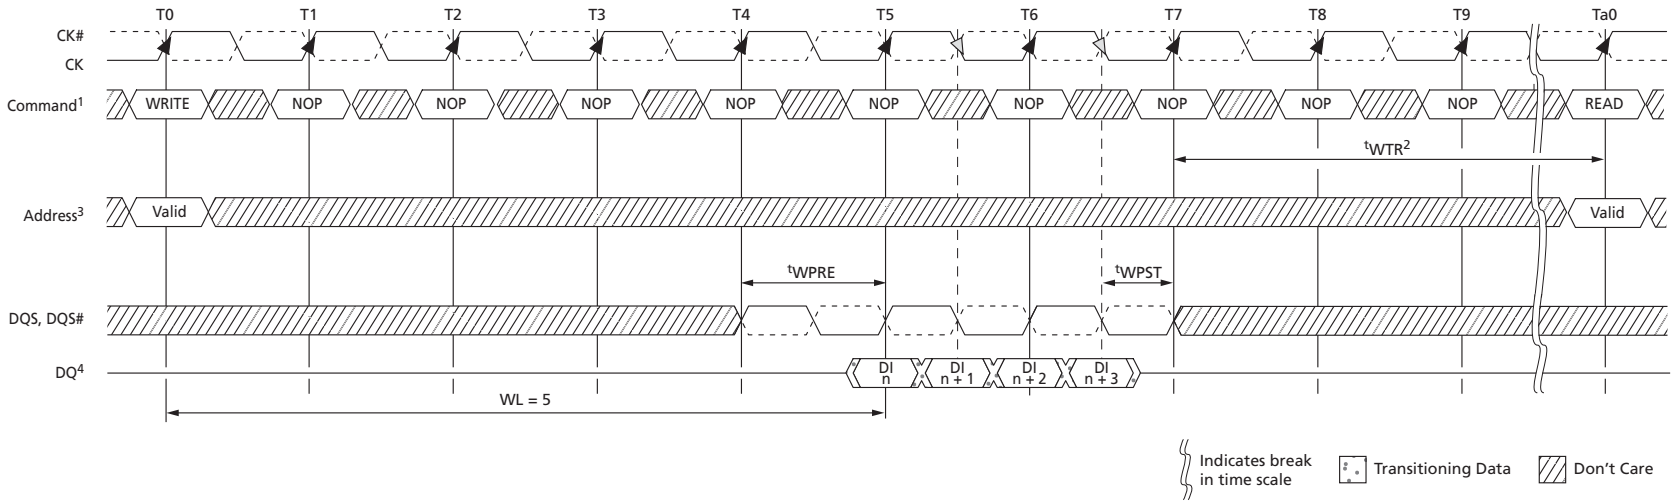 T0 T1 T2 T3 T4 T5 T6 T7 T8 T9 Ta0
CK#
CK
Command1 WRITE NOP NOP NOP NOP NOP NOP NOP NOP NOP READ
tWTR2
Address3 Valid Valid
tWPRE tWPST
DQS, DQS#
DQ4 DI n DI n + 1 DI n + 2 DI n + 3
WL = 5
Indicates break
in time scale
Transitioning Data
Don't Care